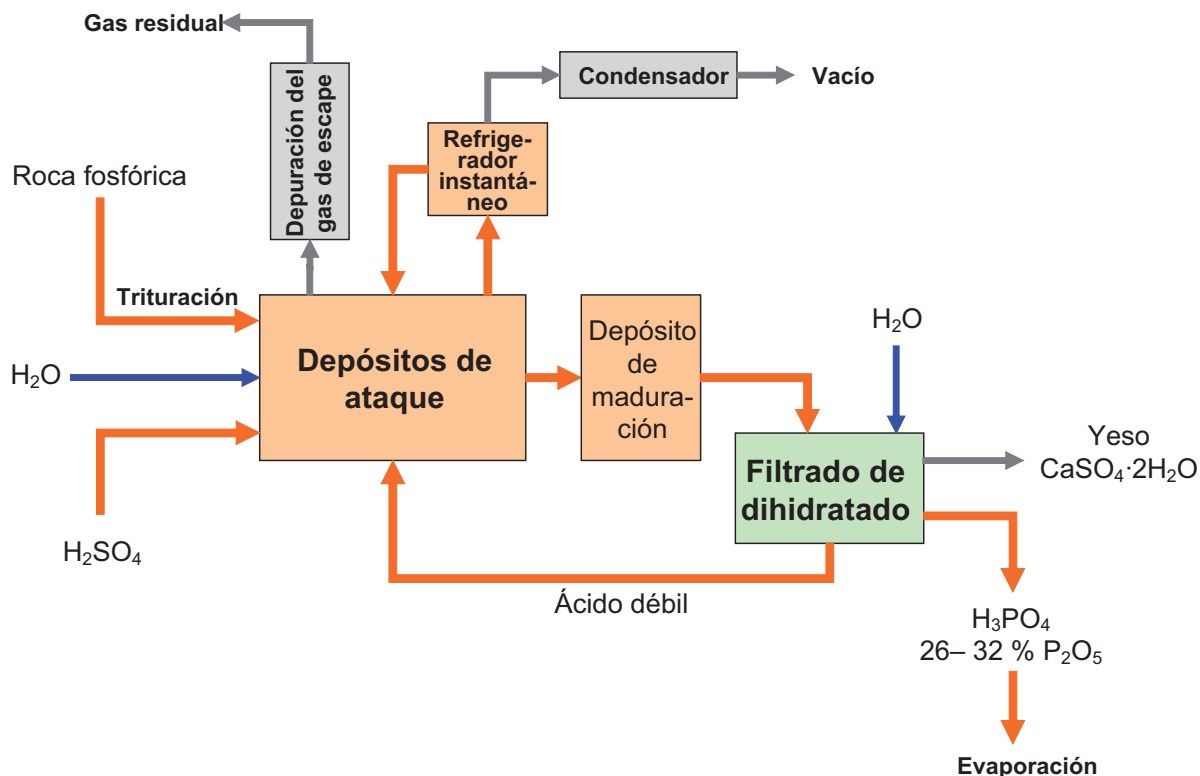 Gas residual
Depuración del
gas de escape
Condensador
Vacío
Refrige-
rador
instantá-
neo
Roca fosfórica
Trituración
H₂O
H₂SO₄
Depósitos de
ataque
Depósito
de
madura-
ción
H₂O
Filtrado de
dihidratado
Yeso
CaSO₄·2H₂O
Ácido débil
H₃PO₄
26– 32 % P₂O₅
Evaporación